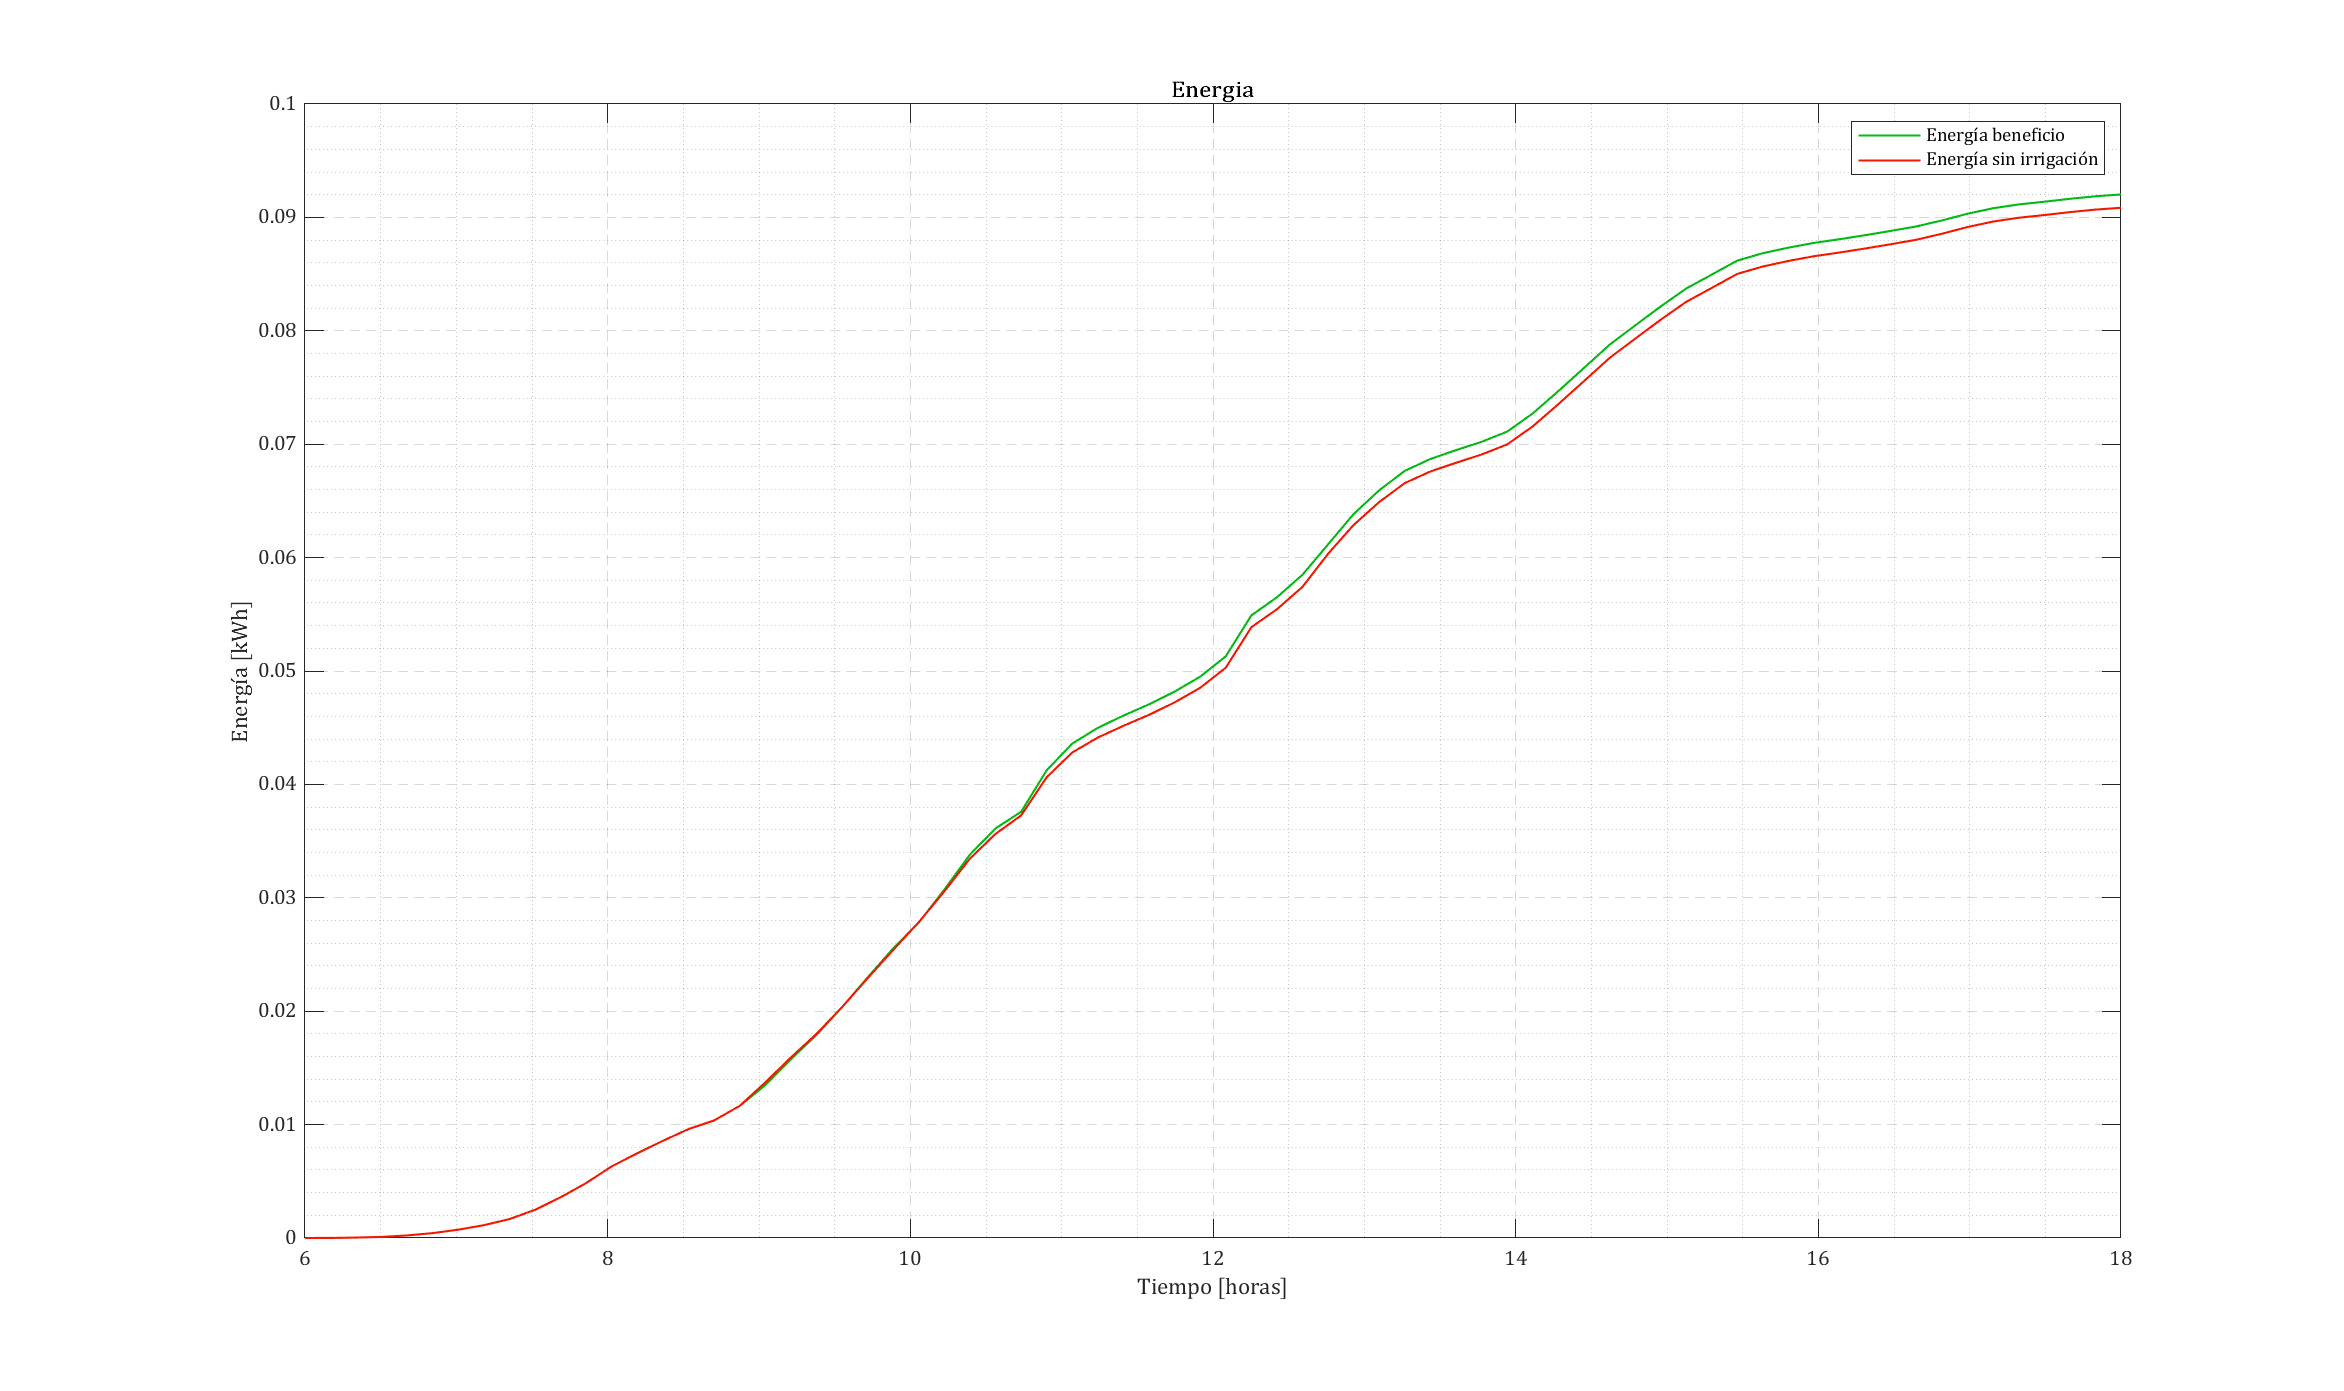 Energia
0.1
0.09
0.08
0.07
0.06
0.05
0.04
0.03
0.02
0.01
0
Energía [kWh]
Energía beneficio
Energía sin irrigación
6 8 10 12 14 16 18
Tiempo [horas]